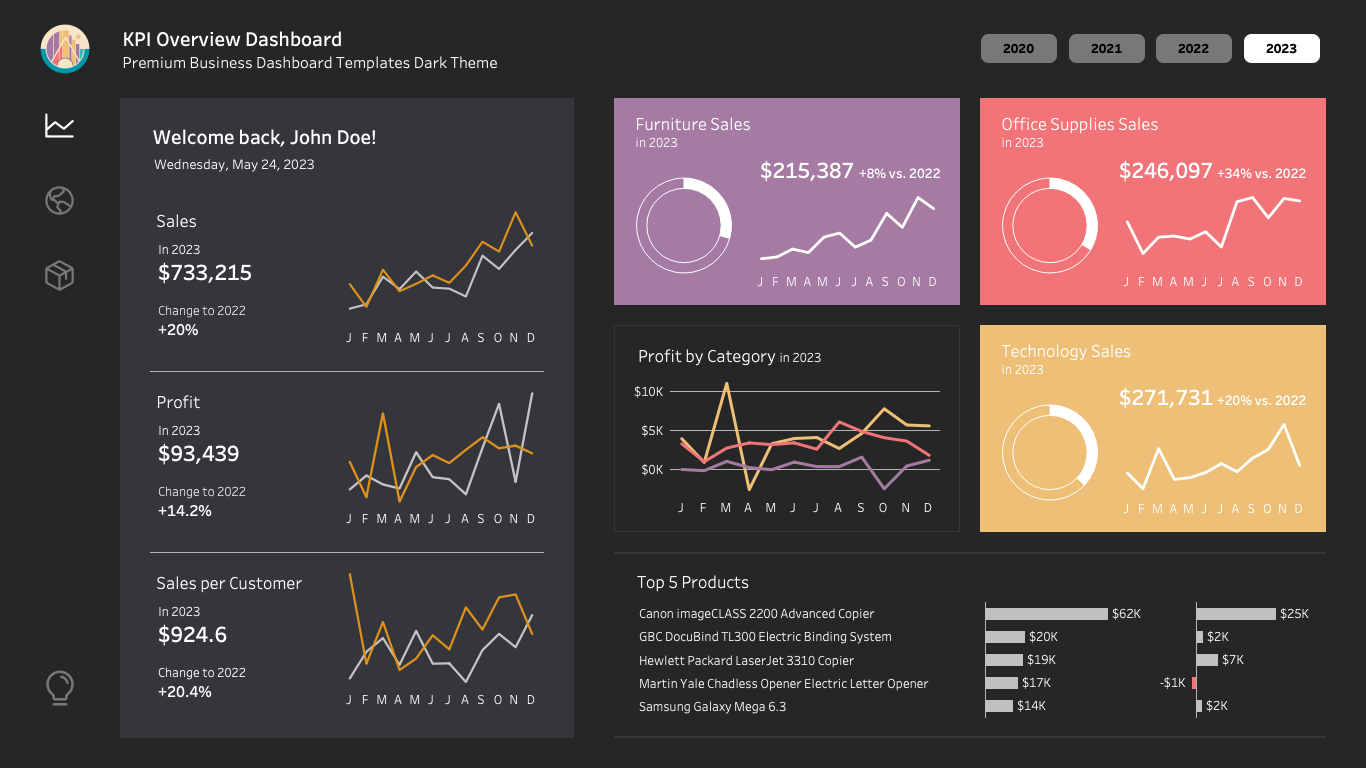 KPI Overview Dashboard
Premium Business Dashboard Templates Dark Theme
2020 2021 2022 2023
Welcome back, John Doe!
Wednesday, May 24, 2023
Sales
In 2023
$733,215
Change to 2022
+20%
J F M A M J J A S O N D
Profit
In 2023
$93,439
Change to 2022
+14.2%
J F M A M J J A S O N D
Sales per Customer
In 2023
$924.6
Change to 2022
+20.4%
J F M A M J J A S O N D
Furniture Sales
in 2023
$215,387 +8% vs. 2022
J F M A M J J A S O N D
Office Supplies Sales
in 2023
$246,097 +34% vs. 2022
J F M A M J J A S O N D
Profit by Category in 2023
$10K
$5K
$0K
J F M A M J J A S O N D
Technology Sales
in 2023
$271,731 +20% vs. 2022
J F M A M J J A S O N D
Top 5 Products
Canon imageCLASS 2200 Advanced Copier $62K $25K
GBC DocuBind TL300 Electric Binding System $20K $2K
Hewlett Packard LaserJet 3310 Copier $19K $7K
Martin Yale Chadless Opener Electric Letter Opener $17K -$1K
Samsung Galaxy Mega 6.3 $14K $2K